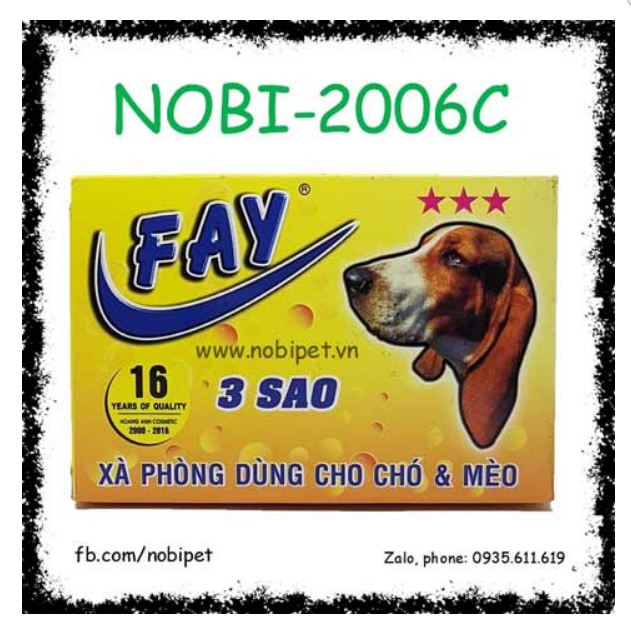 NOBI-2006C
FAY®
www.nobipet.vn
16
YEARS OF QUALITY
HOANG ANH COSMETIC
2000 - 2016
3 SAO
XÀ PHÒNG DÙNG CHO CHÓ & MÈO
fb.com/nobipet
Zalo, phone: 0935.611.619